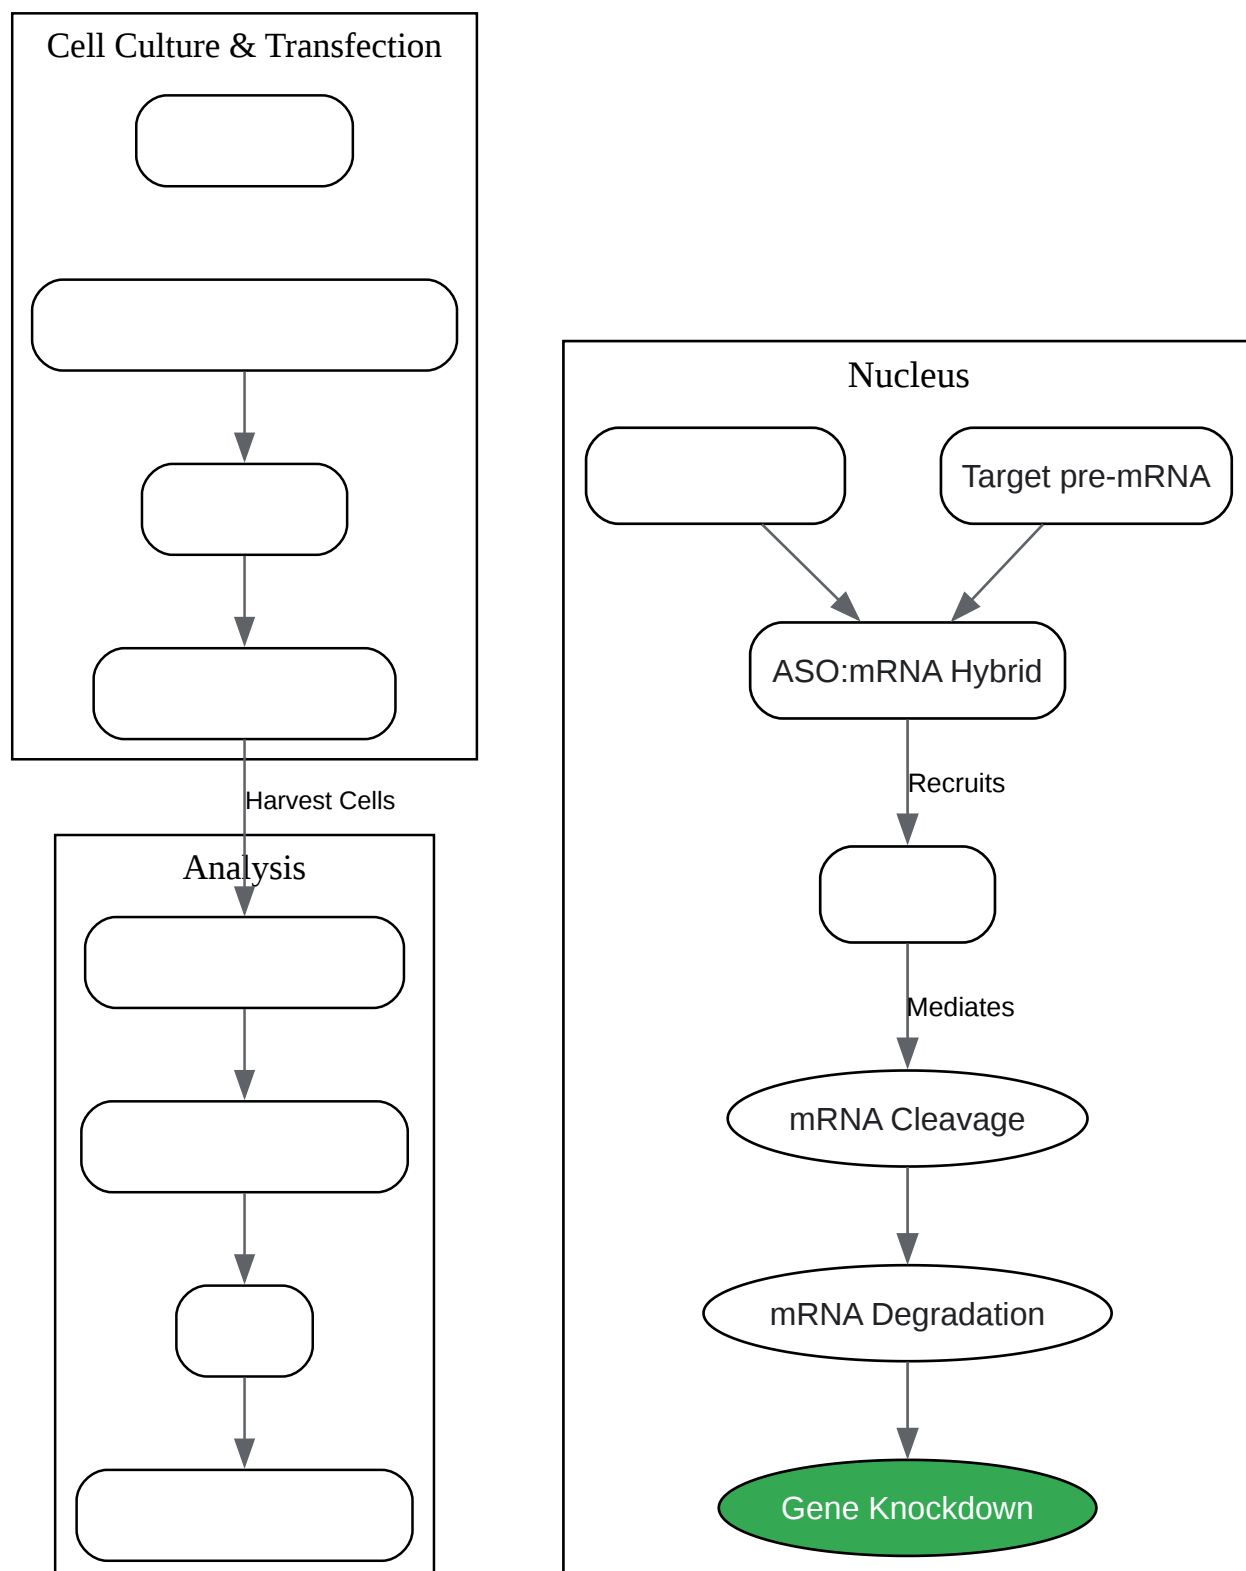 Cell Culture & Transfection
Harvest Cells
Analysis
Nucleus
Target pre-mRNA
ASO:mRNA Hybrid
Recruits
Mediates
mRNA Cleavage
mRNA Degradation
Gene Knockdown